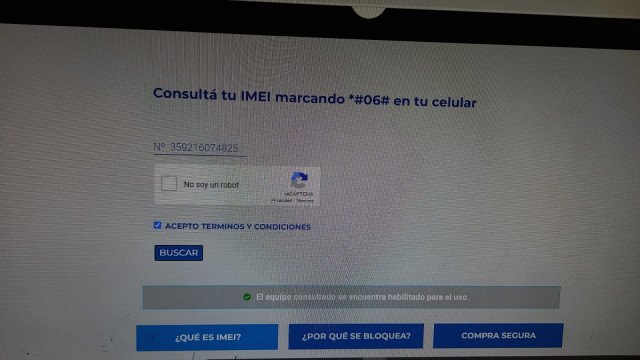 Consultá tu IMEI marcando *#06# en tu celular
Nº 359216074825
No soy un robot
reCAPTCHA
Privacidad - Términos
ACEPTO TERMINOS Y CONDICIONES
BUSCAR
El equipo consultado se encuentra habilitado para el uso.
¿QUÉ ES IMEI?
¿POR QUÉ SE BLOQUEA?
COMPRA SEGURA